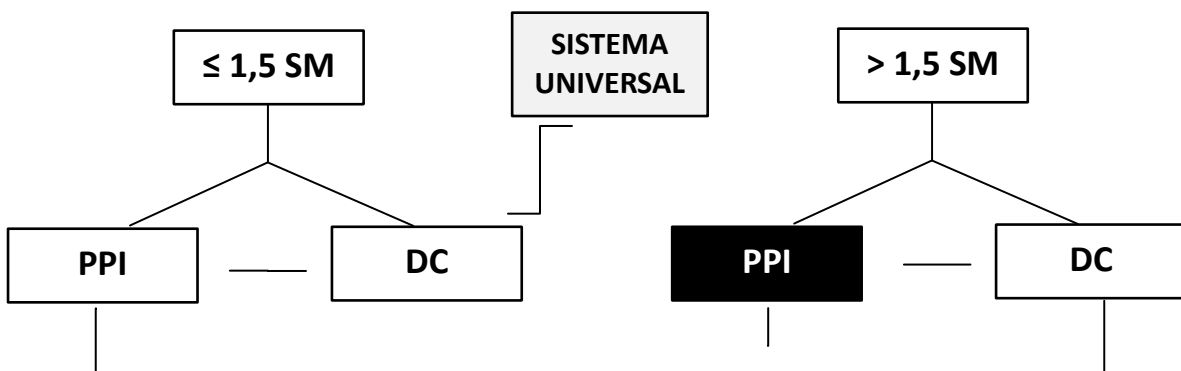 ≤ 1,5 SM
SISTEMA
UNIVERSAL
> 1,5 SM
PPI
DC
PPI
DC